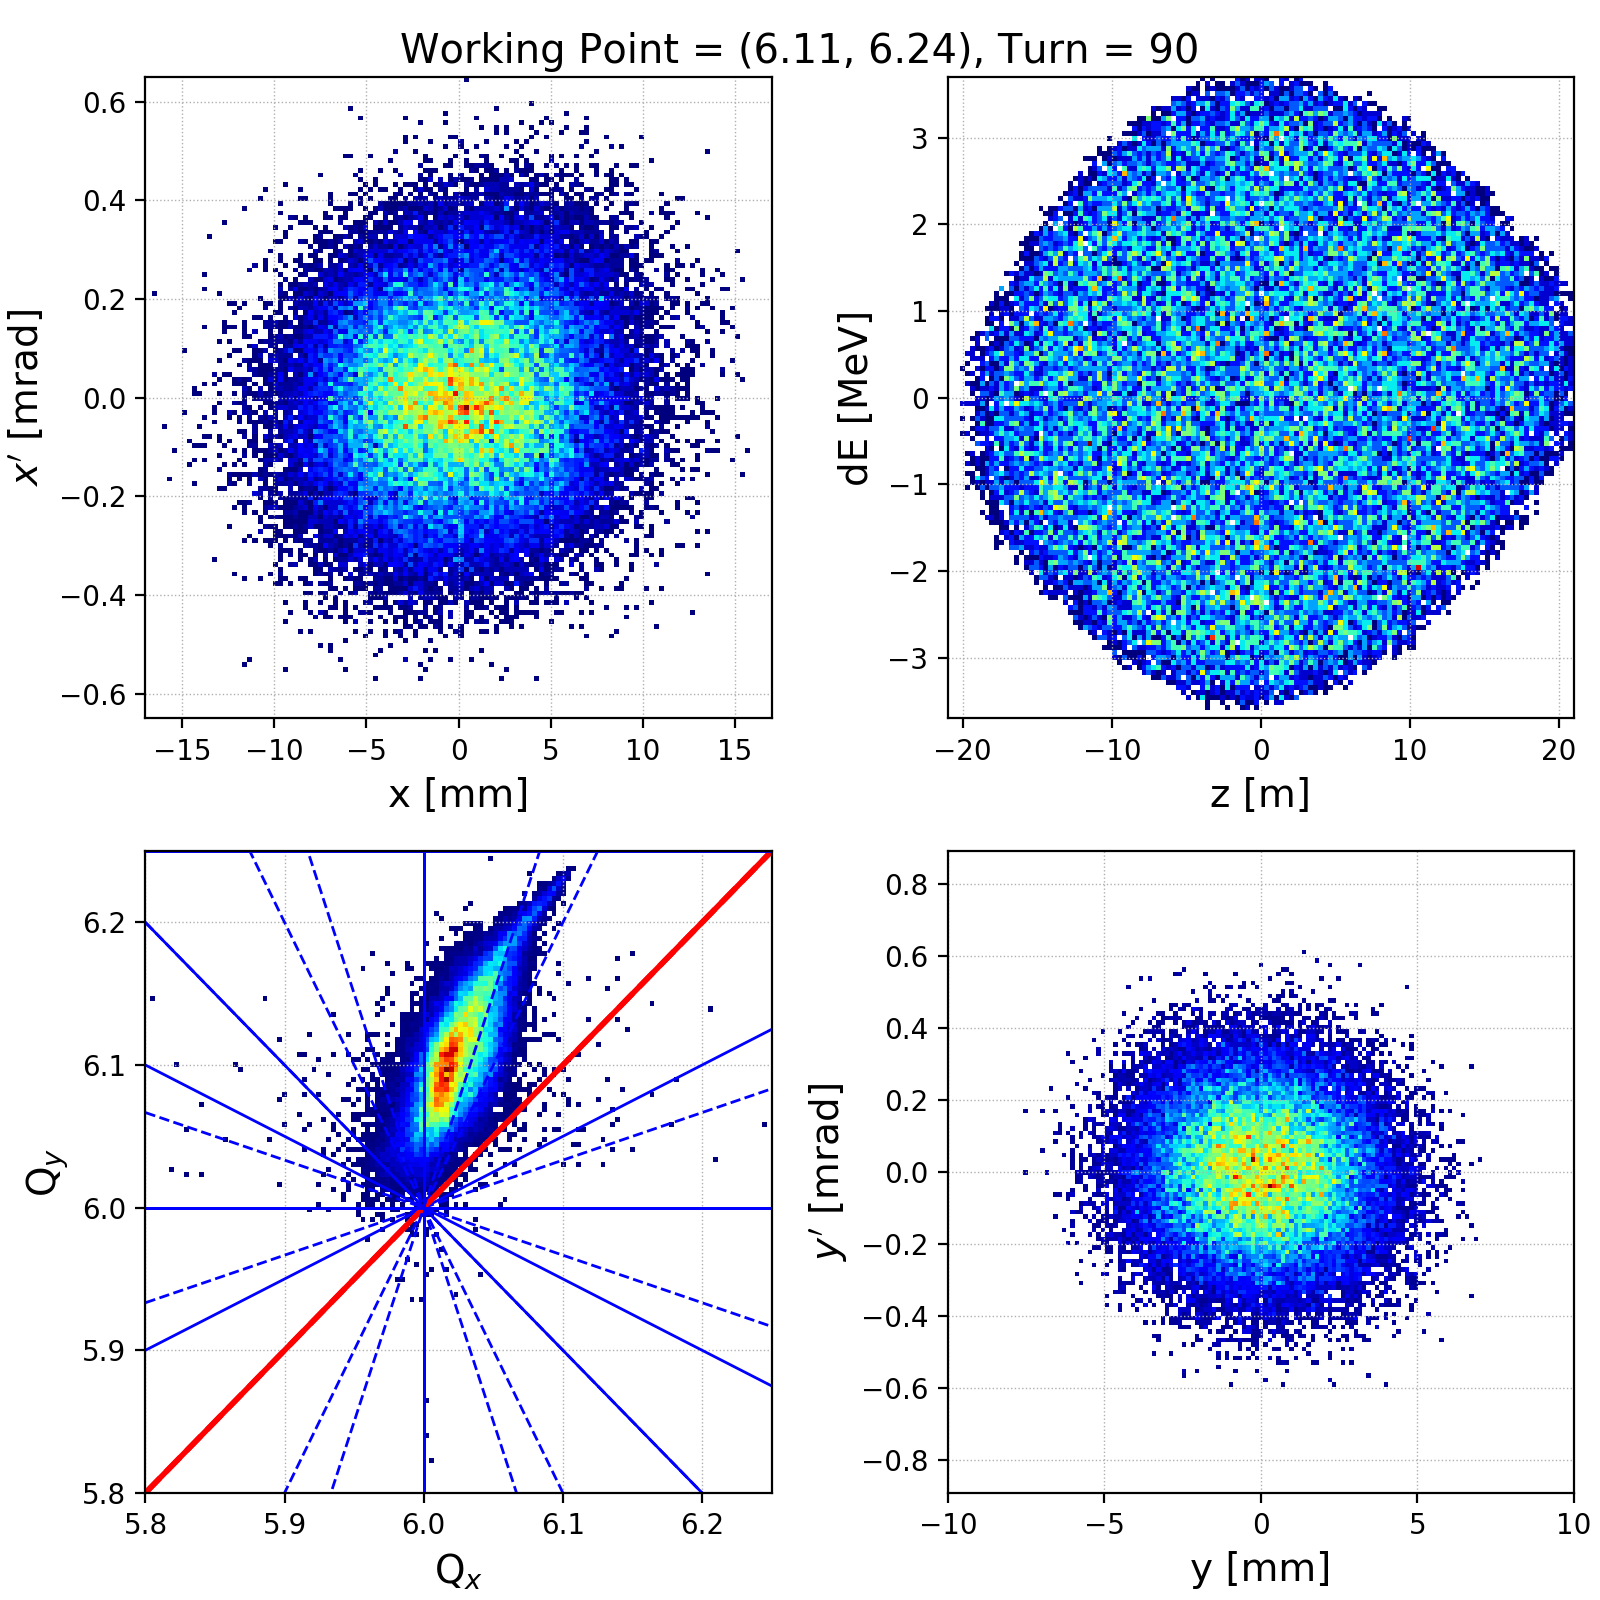 Working Point = (6.11, 6.24), Turn = 90
0.6
0.4
0.2
0.0
−0.2
−0.4
−0.6
x′ [mrad]
−15 −10 −5 0 5 10 15
x [mm]
3
2
1
0
−1
−2
−3
dE [MeV]
−20 −10 0 10 20
z [m]
6.2
6.1
6.0
5.9
5.8
Qy
5.8 5.9 6.0 6.1 6.2
Qx
0.8
0.6
0.4
0.2
0.0
−0.2
−0.4
−0.6
−0.8
y′ [mrad]
−10 −5 0 5 10
y [mm]